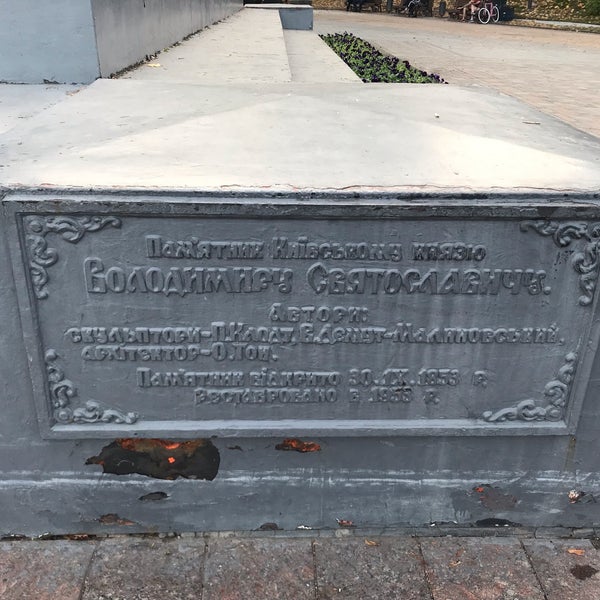 Пам'ятник Київському князю
Володимиру Святославичу.
Автори:
скульптори-П.Клодт, В.Демут-Малиновський,
архітектор-О.Тон.
Пам'ятник відкрито 30.IX.1853 р.
Реставровано в 1953 р.